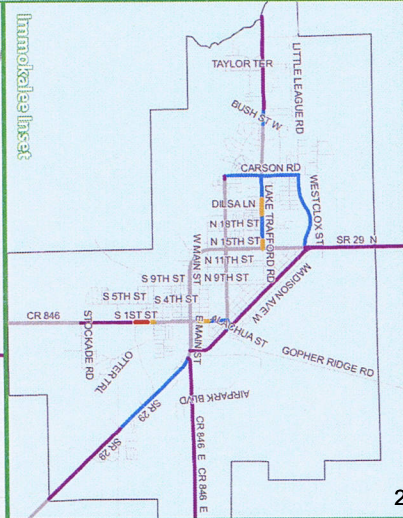 Immokalee Inset
TAYLOR TER
LITTLE LEAGUE RD
BUSH ST W
CARSON RD
WESTCLOX ST
LAKE TRAFFORD RD
DILSA LN
N 18TH ST
N 15TH ST
SR 29 N
W MAIN ST
N 11TH ST
N 9TH ST
S 9TH ST
MADISON AVE W
S 5TH ST
S 4TH ST
CR 846
STOCKADE RD
S 1ST ST
E MAIN ST
ALACHUA ST
GOPHER RIDGE RD
OTTER TRL
SR 29
AIRPARK BLVD
SR 29
CR 846 E
CR 846 E
2